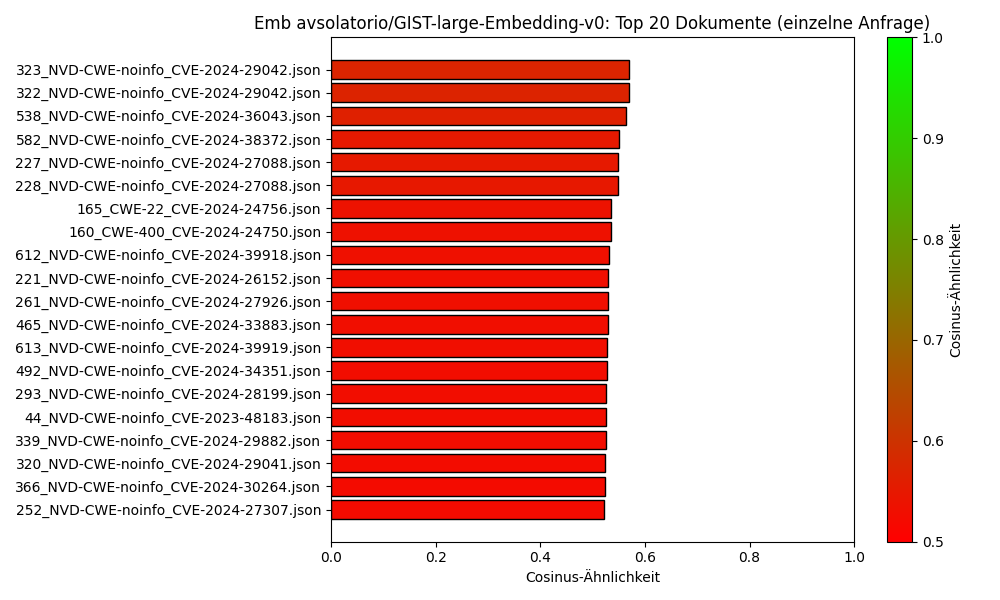 Emb avsolatorio/GIST-large-Embedding-v0: Top 20 Dokumente (einzelne Anfrage)
323_NVD-CWE-noinfo_CVE-2024-29042.json
322_NVD-CWE-noinfo_CVE-2024-29042.json
538_NVD-CWE-noinfo_CVE-2024-36043.json
582_NVD-CWE-noinfo_CVE-2024-38372.json
227_NVD-CWE-noinfo_CVE-2024-27088.json
228_NVD-CWE-noinfo_CVE-2024-27088.json
165_CWE-22_CVE-2024-24756.json
160_CWE-400_CVE-2024-24750.json
612_NVD-CWE-noinfo_CVE-2024-39918.json
221_NVD-CWE-noinfo_CVE-2024-26152.json
261_NVD-CWE-noinfo_CVE-2024-27926.json
465_NVD-CWE-noinfo_CVE-2024-33883.json
613_NVD-CWE-noinfo_CVE-2024-39919.json
492_NVD-CWE-noinfo_CVE-2024-34351.json
293_NVD-CWE-noinfo_CVE-2024-28199.json
44_NVD-CWE-noinfo_CVE-2023-48183.json
339_NVD-CWE-noinfo_CVE-2024-29882.json
320_NVD-CWE-noinfo_CVE-2024-29041.json
366_NVD-CWE-noinfo_CVE-2024-30264.json
252_NVD-CWE-noinfo_CVE-2024-27307.json
0.0 0.2 0.4 0.6 0.8 1.0
Cosinus-Ähnlichkeit
1.0
0.9
0.8
0.7
0.6
0.5
Cosinus-Ähnlichkeit